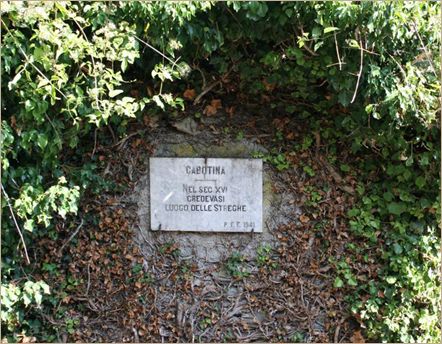 CABOTINA
NEL SEC. XVI
CREDEVASI
LUOGO DELLE STREGHE